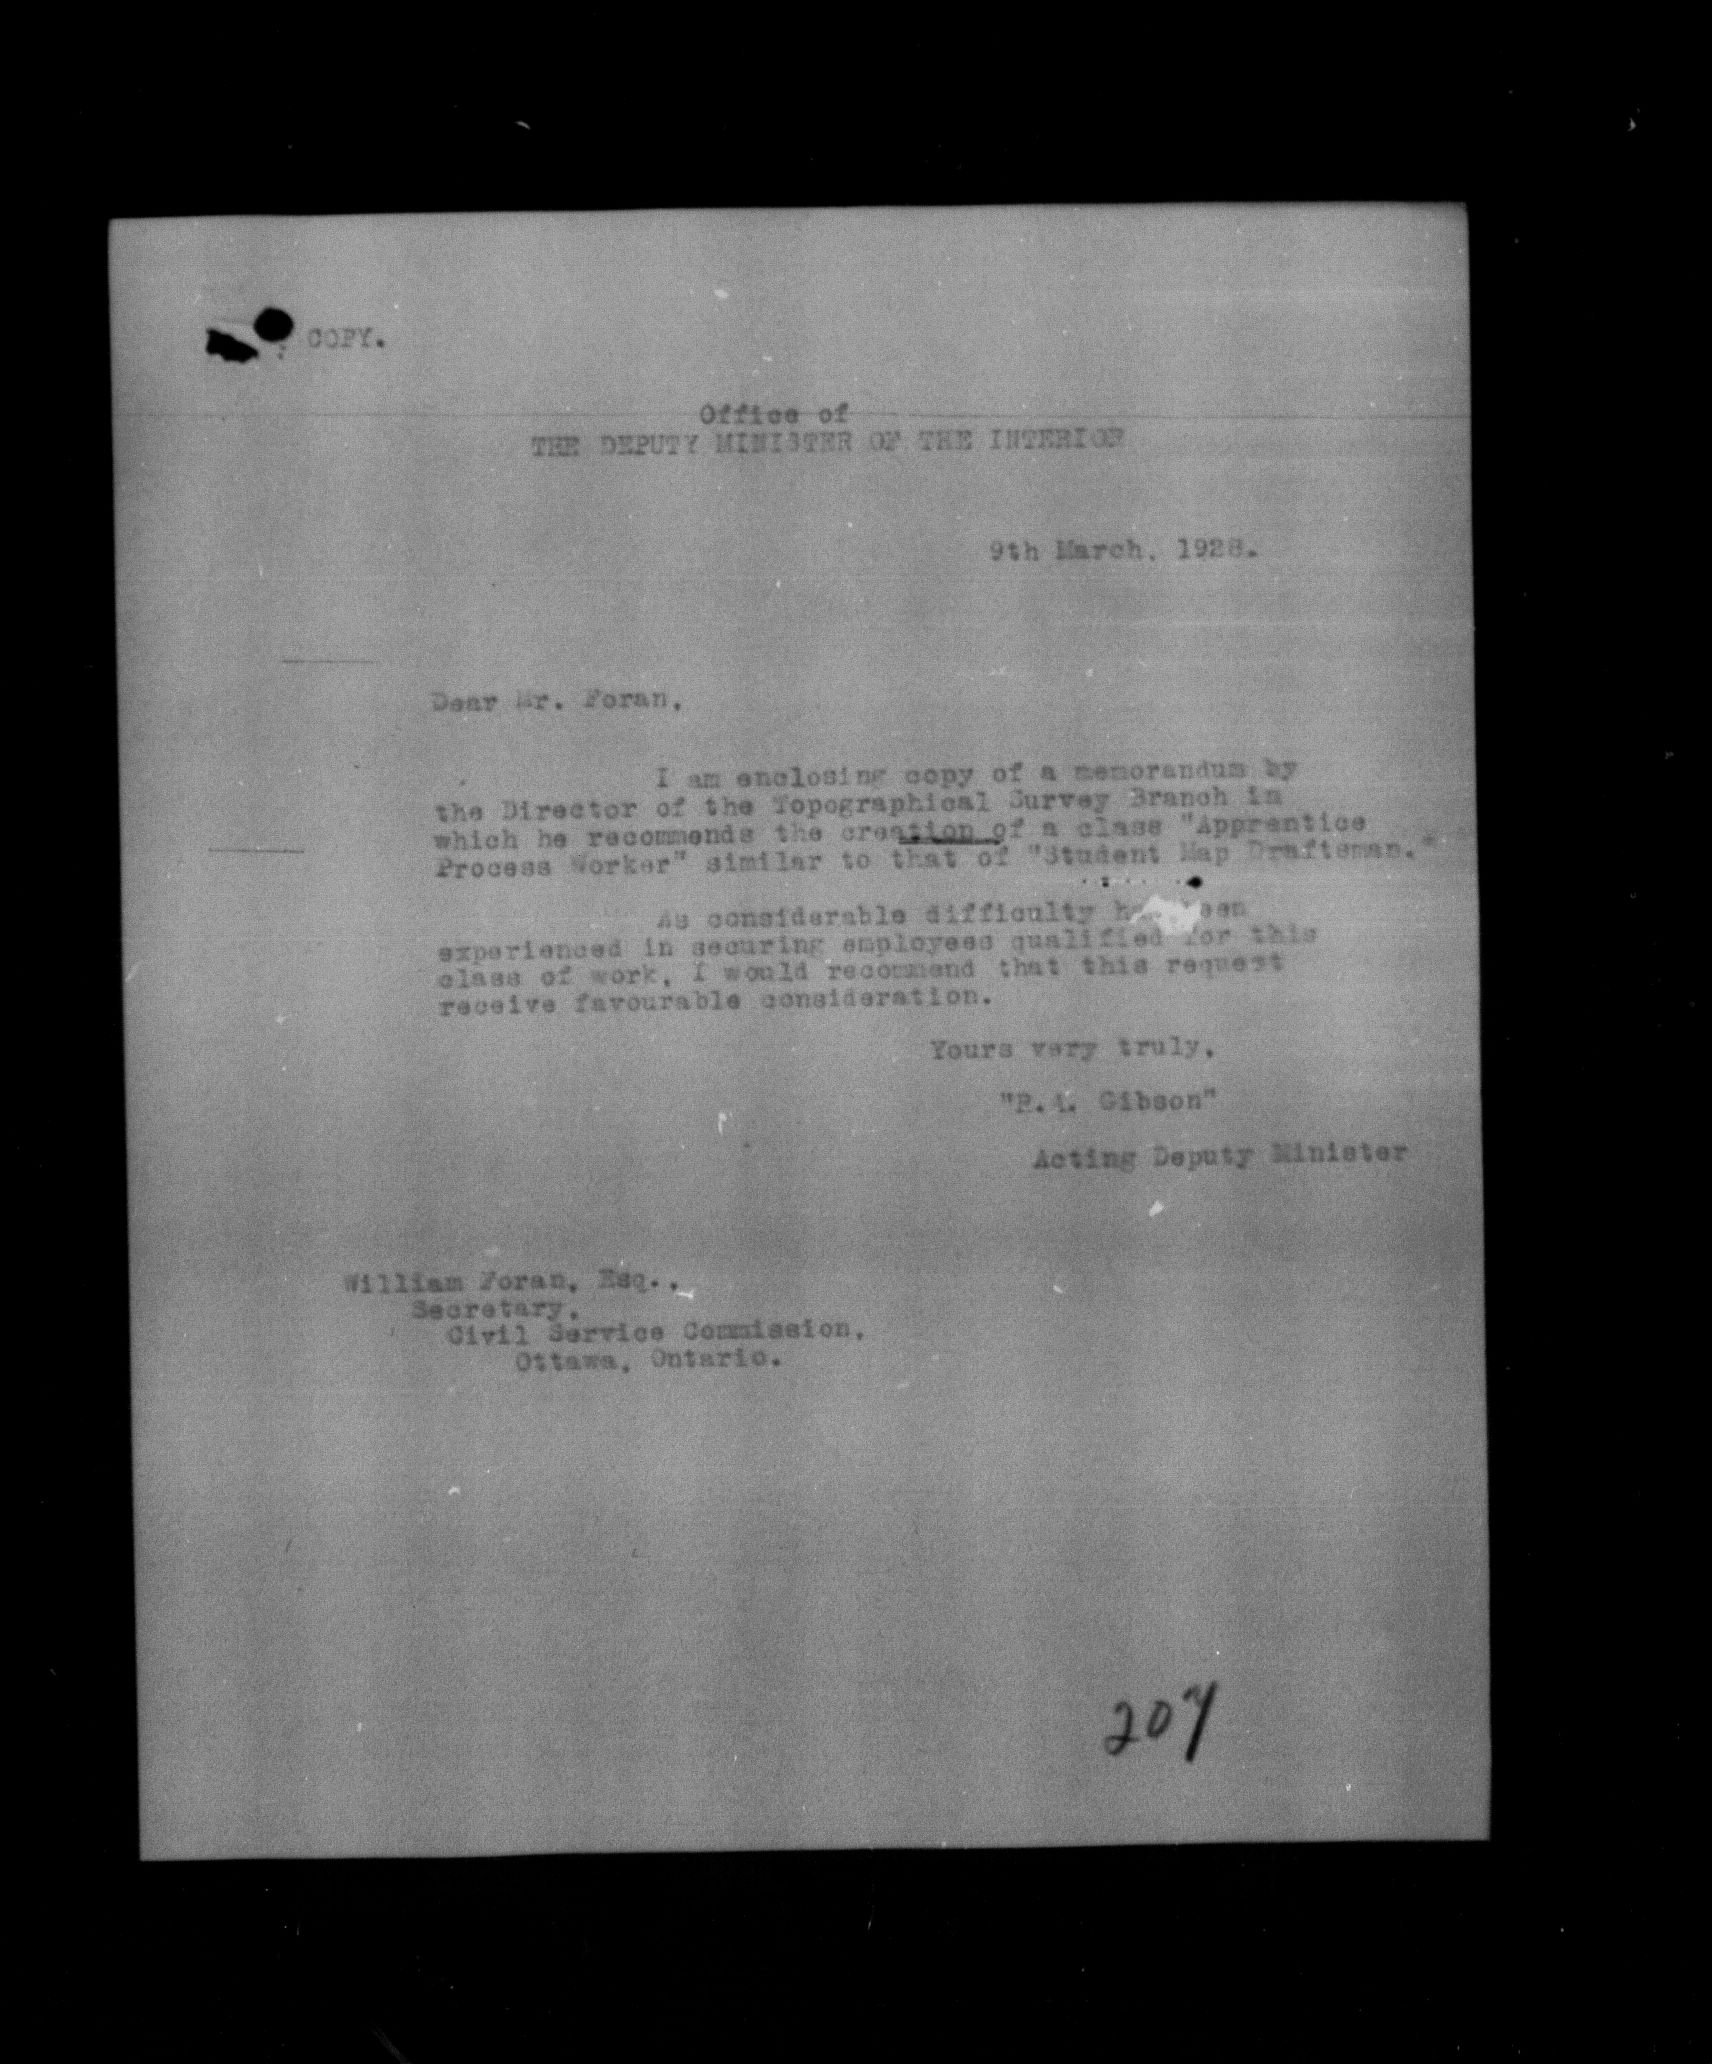 COPY.
Office of
THE DEPUTY MINISTER OF THE INTERIOR
9th March, 1928.
Dear Mr. Foran,
I am enclosing copy of a memorandum by
the Director of the Topographical Survey Branch in
which he recommends the creation of a class "Apprentice
Process Worker" similar to that of "Student Map Draftsman."
As considerable difficulty has been
experienced in securing employees qualified for this
class of work, I would recommend that this request
receive favourable consideration.
Yours very truly,
"R.A. Gibson"
Acting Deputy Minister
William Foran, Esq.,
Secretary,
Civil Service Commission,
Ottawa, Ontario.
207